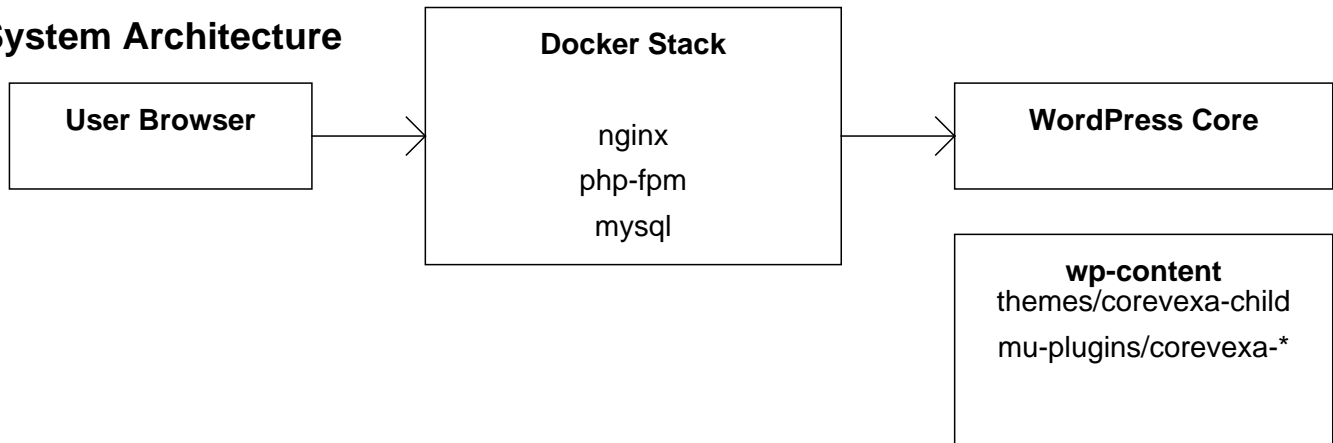 System Architecture
User Browser
Docker Stack
nginx
php-fpm
mysql
WordPress Core
wp-content
themes/corevexa-child
mu-plugins/corevexa-*